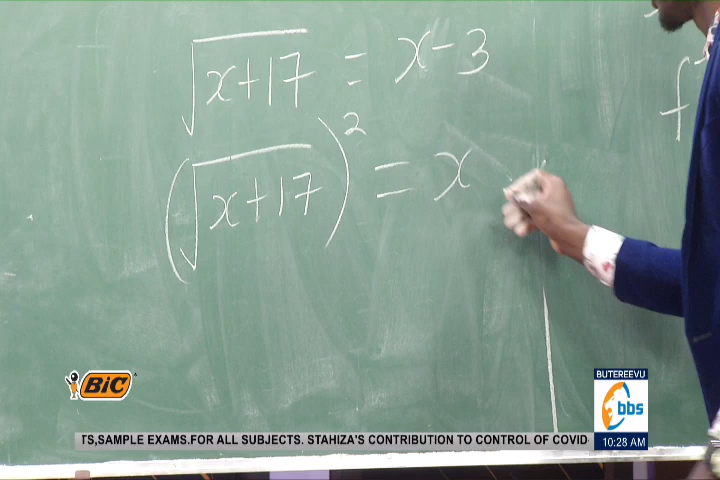 √x+17 = x-3
(√x+17)² = x
f
BiC
BUTEREEVU
bbs
10:28 AM
TS,SAMPLE EXAMS.FOR ALL SUBJECTS. STAHIZA'S CONTRIBUTION TO CONTROL OF COVID